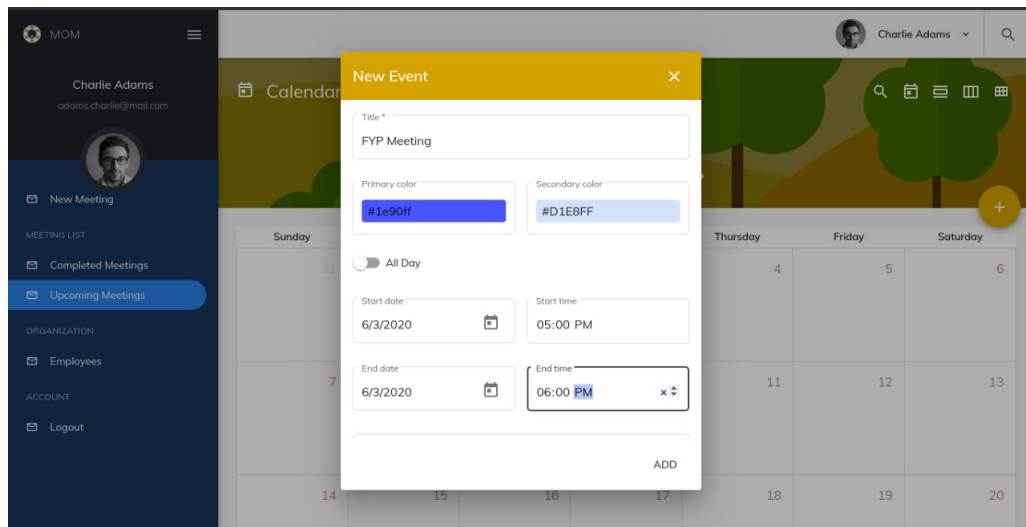 MOM
Charlie Adams
Charlie Adams
adams.charlie@mail.com
New Meeting
MEETING LIST
Completed Meetings
Upcoming Meetings
ORGANIZATION
Employees
ACCOUNT
Logout
Calendar
New Event
Title *
FYP Meeting
Primary color
Secondary color
#1e90ff
#D1E8FF
All Day
Start date
Start time
6/3/2020
05:00 PM
End date
End time
6/3/2020
06:00 PM
ADD
Sunday
Thursday
Friday
Saturday
31
4
5
6
7
11
12
13
14
15
16
17
18
19
20